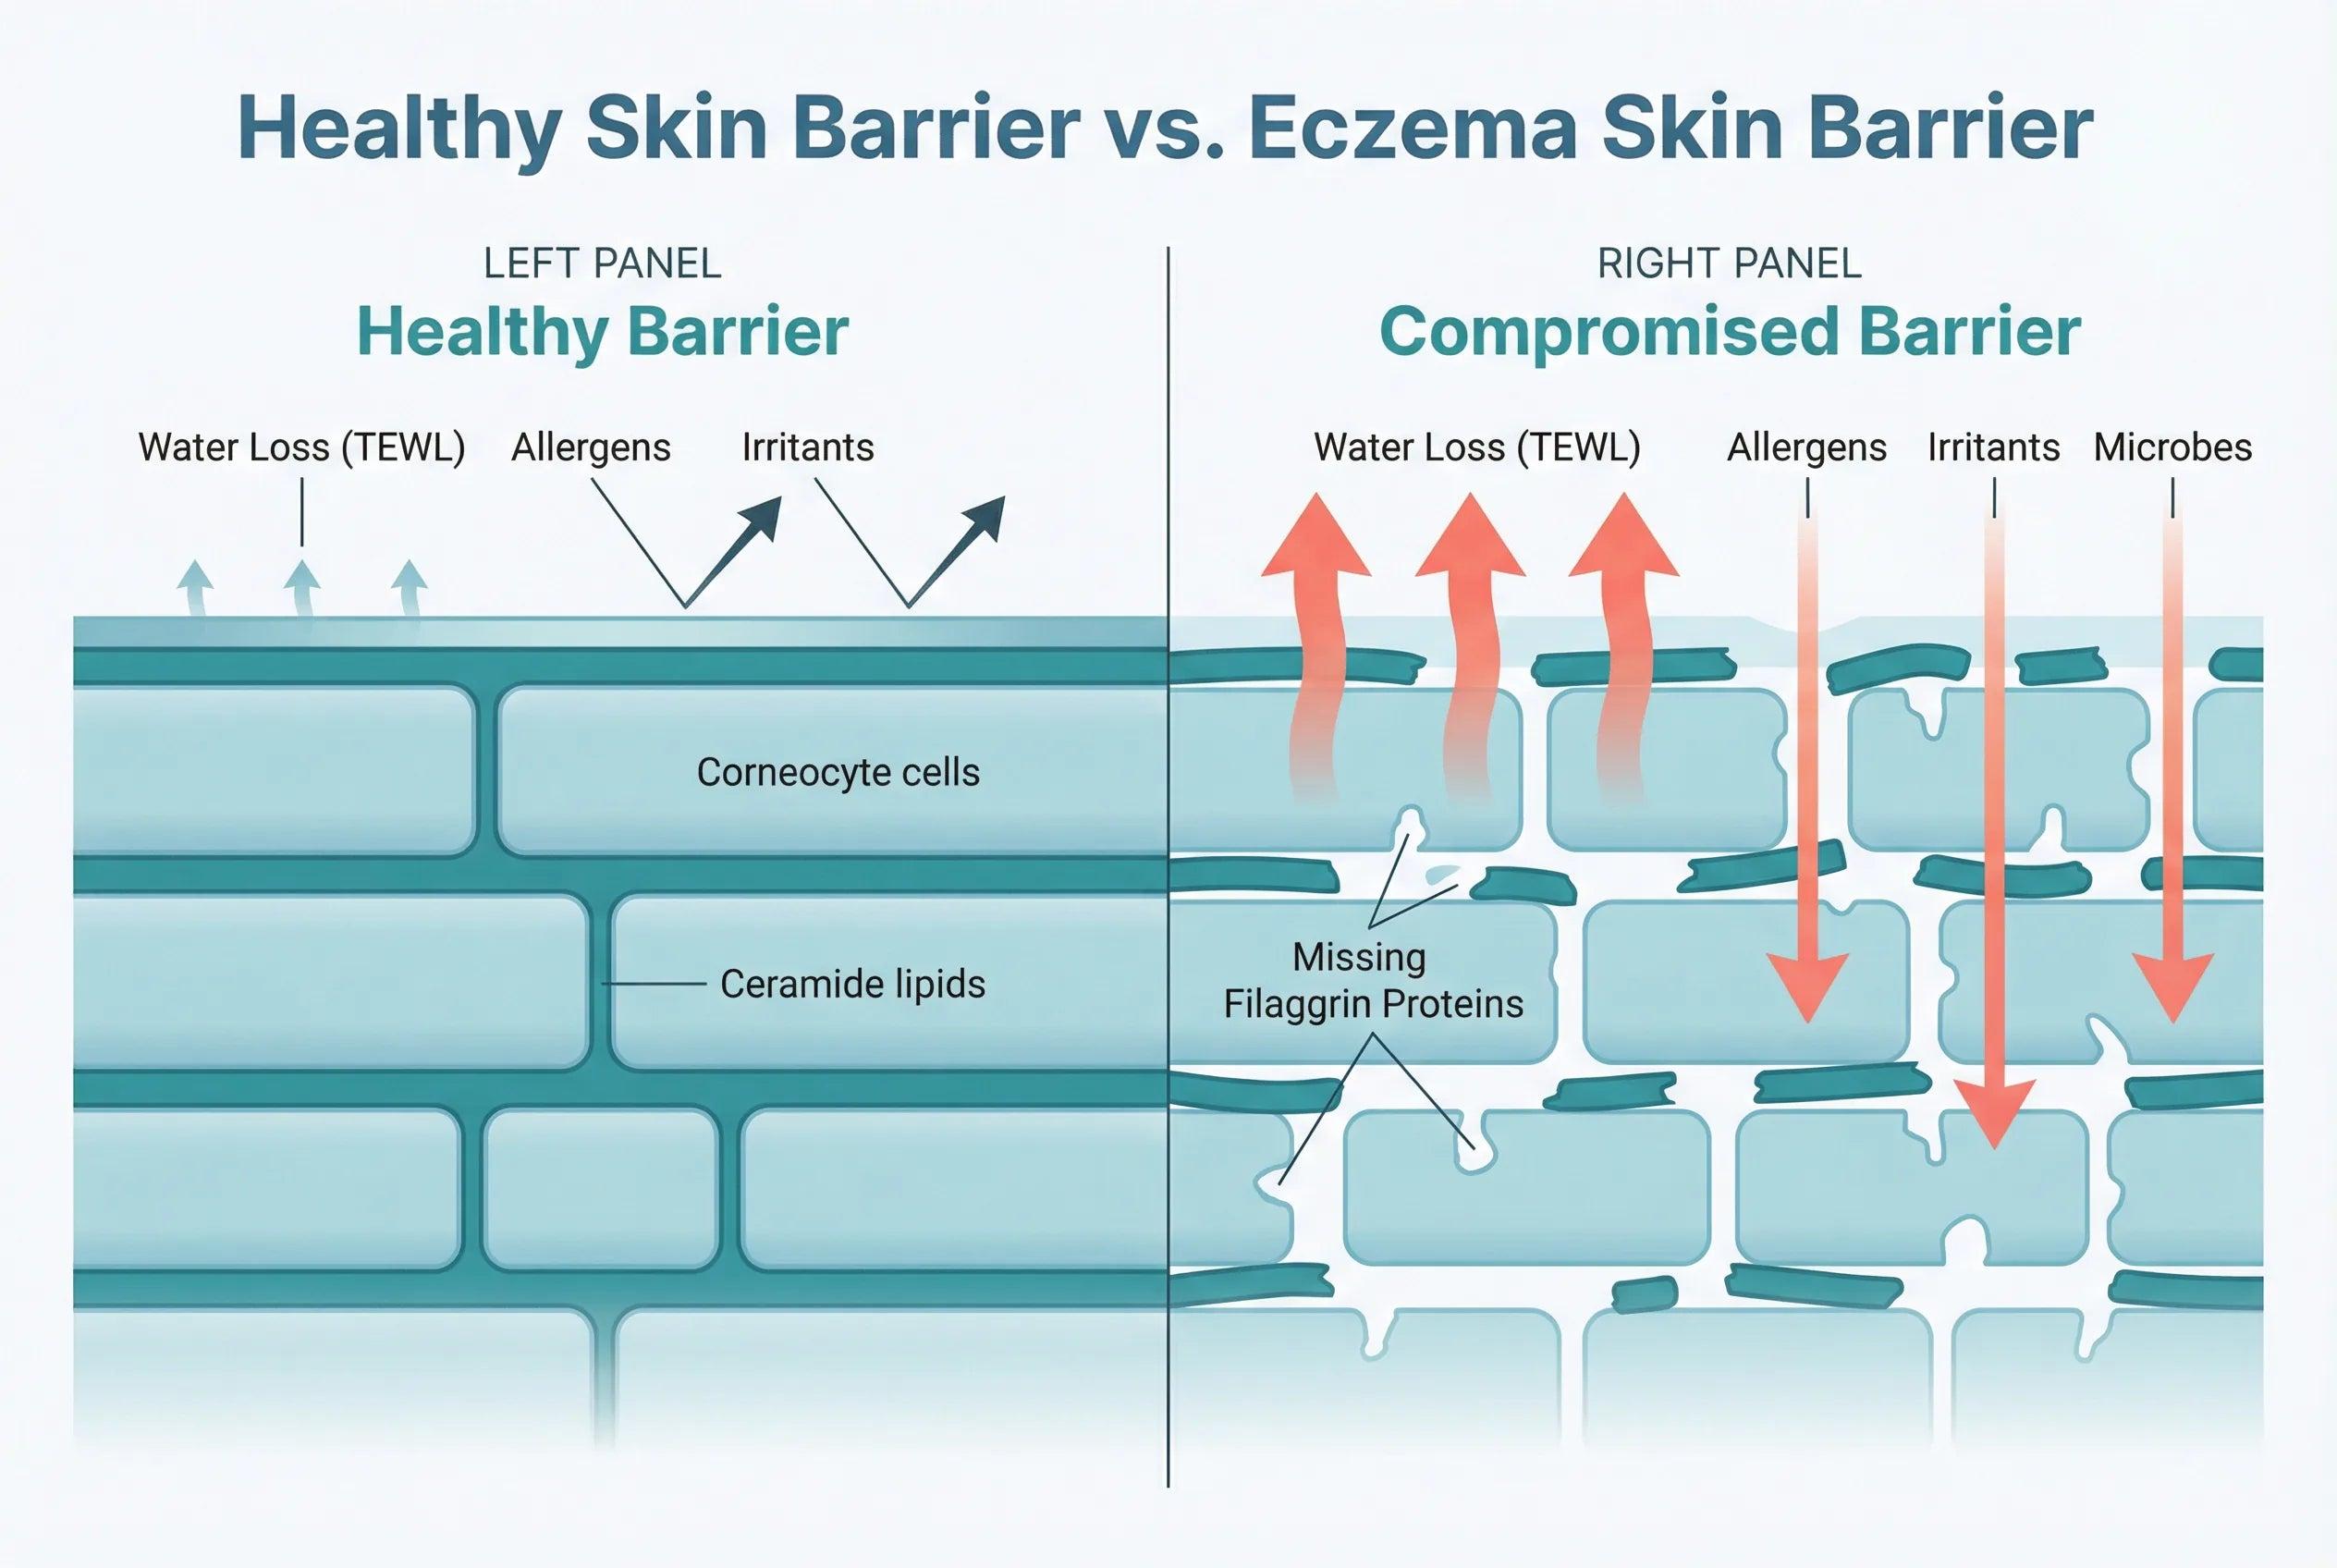 Healthy Skin Barrier vs. Eczema Skin Barrier
LEFT PANEL
Healthy Barrier
Water Loss (TEWL)
Allergens
Irritants
Corneocyte cells
Ceramide lipids
RIGHT PANEL
Compromised Barrier
Water Loss (TEWL)
Allergens
Irritants
Microbes
Missing
Filaggrin Proteins